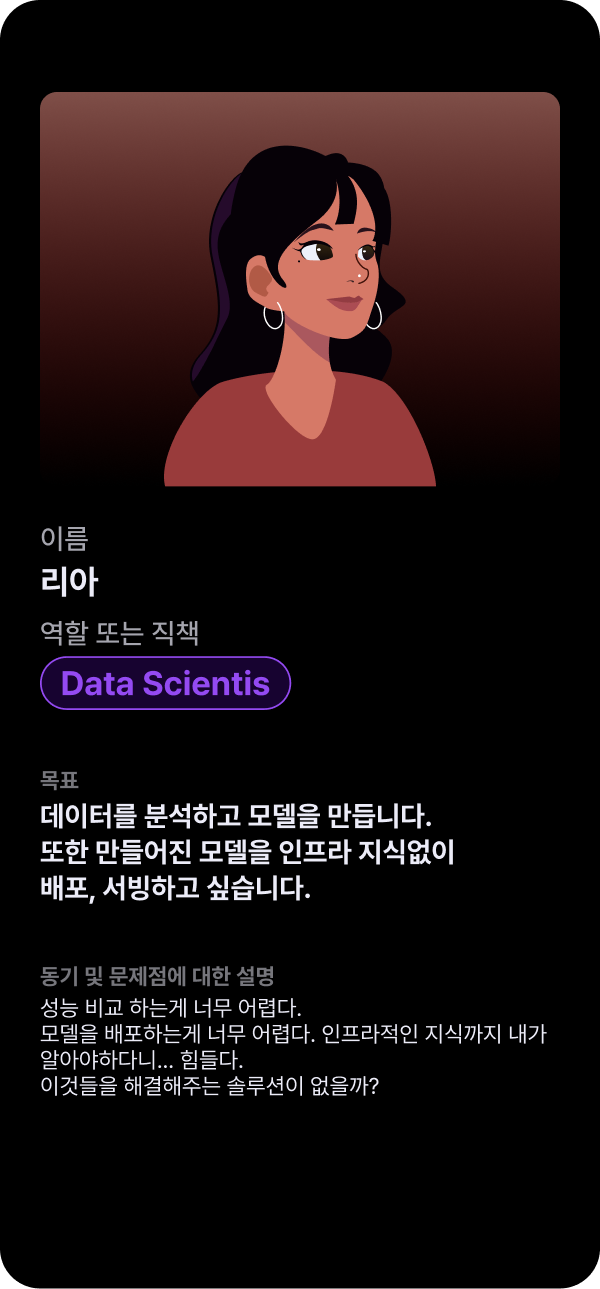 이름
리아
역할 또는 직책
Data Scientis
목표
데이터를 분석하고 모델을 만듭니다.
또한 만들어진 모델을 인프라 지식없이
배포, 서빙하고 싶습니다.
동기 및 문제점에 대한 설명
성능 비교 하는게 너무 어렵다.
모델을 배포하는게 너무 어렵다. 인프라적인 지식까지 내가
알아야하다니... 힘들다.
이것들을 해결해주는 솔루션이 없을까?